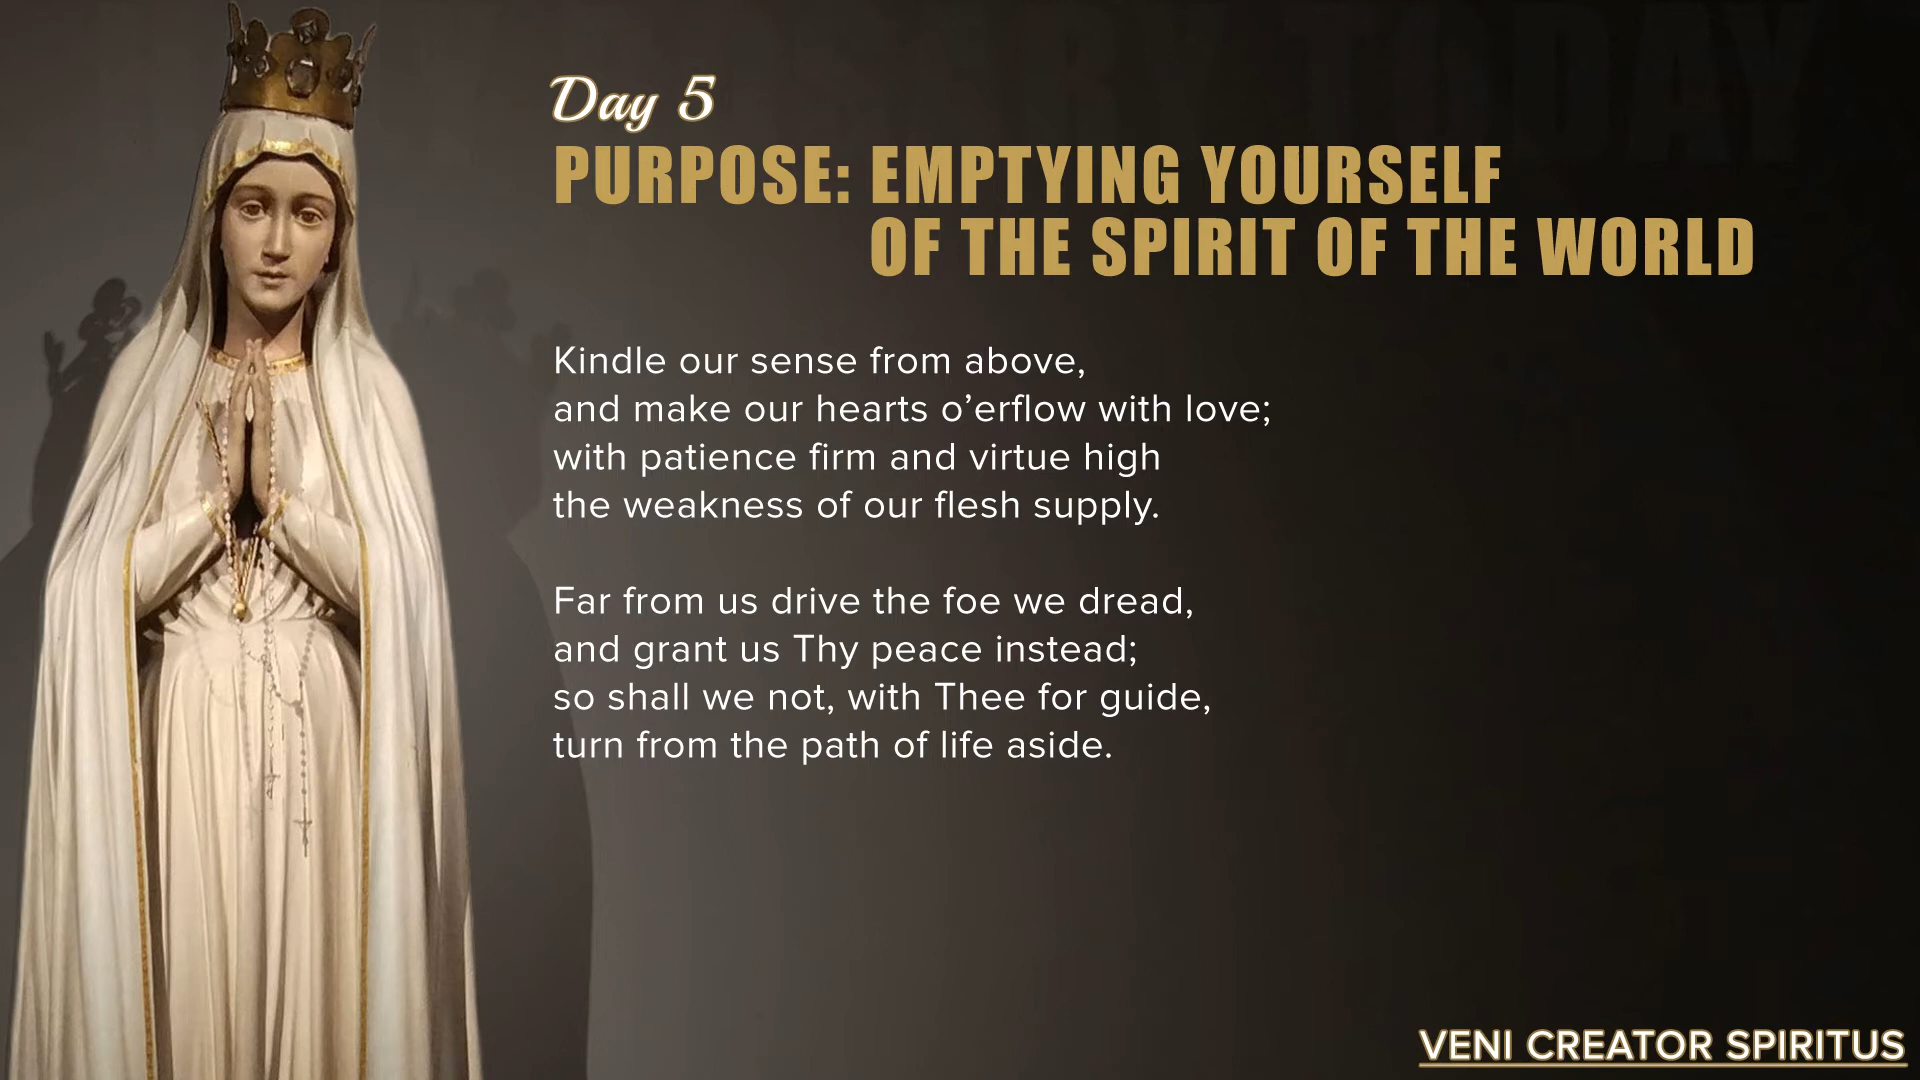 Day 5
PURPOSE: EMPTYING YOURSELF
OF THE SPIRIT OF THE WORLD
Kindle our sense from above,
and make our hearts o’erflow with love;
with patience firm and virtue high
the weakness of our flesh supply.
Far from us drive the foe we dread,
and grant us Thy peace instead;
so shall we not, with Thee for guide,
turn from the path of life aside.
VENI CREATOR SPIRITUS